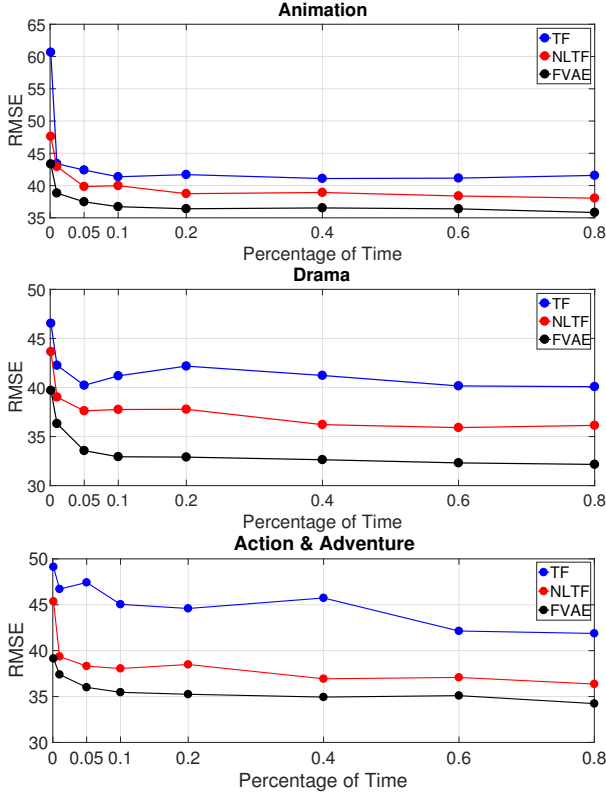 Animation
65
60
55
50
45
40
35
RMSE
TF
NLTF
FVAE
0 0.05 0.1 0.2 0.4 0.6 0.8
Percentage of Time
Drama
50
45
40
35
30
RMSE
TF
NLTF
FVAE
0 0.05 0.1 0.2 0.4 0.6 0.8
Percentage of Time
Action & Adventure
50
45
40
35
30
RMSE
TF
NLTF
FVAE
0 0.05 0.1 0.2 0.4 0.6 0.8
Percentage of Time